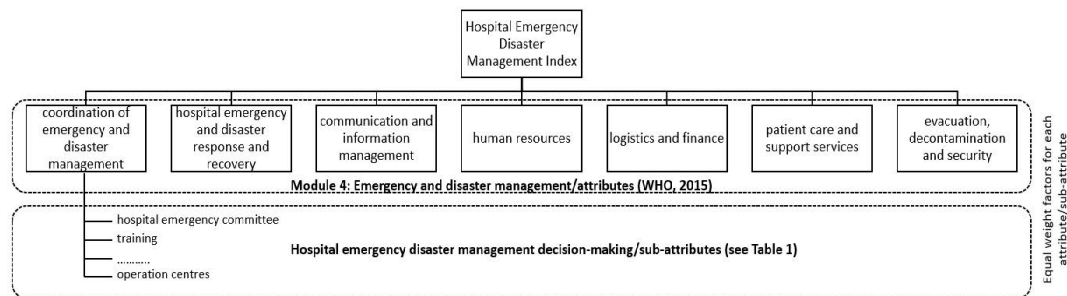 Hospital Emergency
Disaster
Management Index
coordination of
emergency and
disaster
management
hospital emergency
and disaster
response and
recovery
communication and
information
management
human resources
logistics and finance
patient care and
support services
evacuation,
decontamination
and security
Module 4: Emergency and disaster management/attributes (WHO, 2015)
hospital emergency committee
training
...........
operation centres
Hospital emergency disaster management decision-making/sub-attributes (see Table 1)
Equal weight factors for each
attribute/sub-attribute